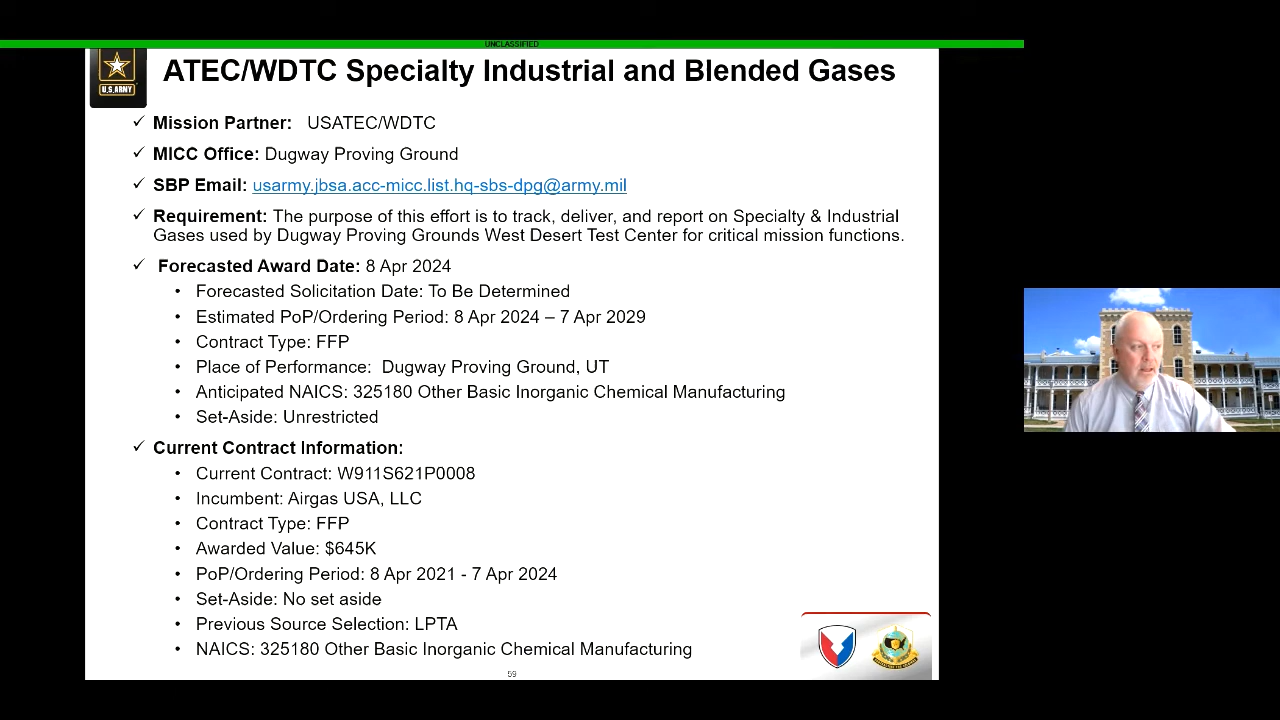 UNCLASSIFIED
U.S.ARMY
ATEC/WDTC Specialty Industrial and Blended Gases
✓ Mission Partner: USATEC/WDTC
✓ MICC Office: Dugway Proving Ground
✓ SBP Email: usarmy.jbsa.acc-micc.list.hq-sbs-dpg@army.mil
✓ Requirement: The purpose of this effort is to track, deliver, and report on Specialty & Industrial
Gases used by Dugway Proving Grounds West Desert Test Center for critical mission functions.
✓ Forecasted Award Date: 8 Apr 2024
• Forecasted Solicitation Date: To Be Determined
• Estimated PoP/Ordering Period: 8 Apr 2024 – 7 Apr 2029
• Contract Type: FFP
• Place of Performance: Dugway Proving Ground, UT
• Anticipated NAICS: 325180 Other Basic Inorganic Chemical Manufacturing
• Set-Aside: Unrestricted
✓ Current Contract Information:
• Current Contract: W911S621P0008
• Incumbent: Airgas USA, LLC
• Contract Type: FFP
• Awarded Value: $645K
• PoP/Ordering Period: 8 Apr 2021 - 7 Apr 2024
• Set-Aside: No set aside
• Previous Source Selection: LPTA
• NAICS: 325180 Other Basic Inorganic Chemical Manufacturing
59